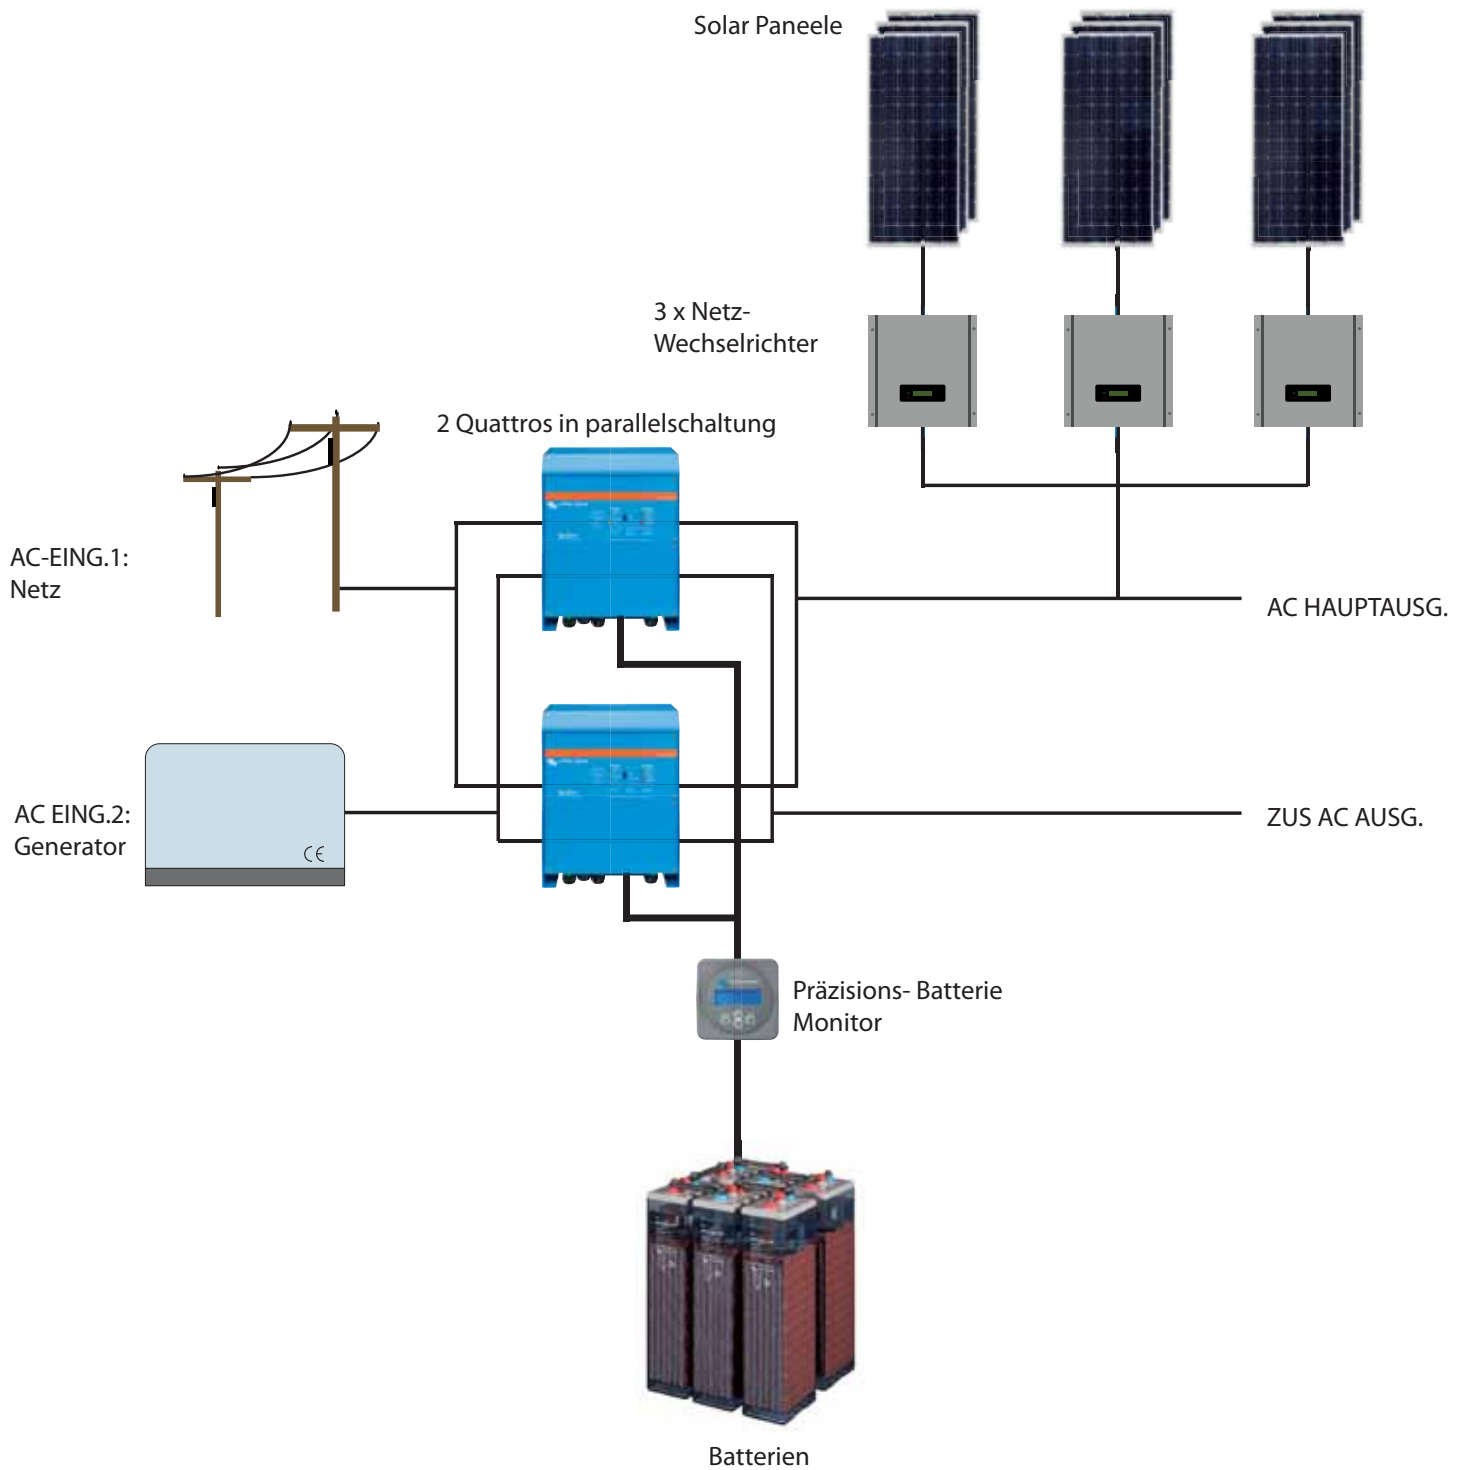 Solar Paneele
3 x Netz-
Wechselrichter
2 Quattros in parallelschaltung
AC-EING.1:
Netz
AC HAUPTAUSG.
AC EING.2:
Generator
CE
ZUS AC AUSG.
Präzisions- Batterie
Monitor
Batterien